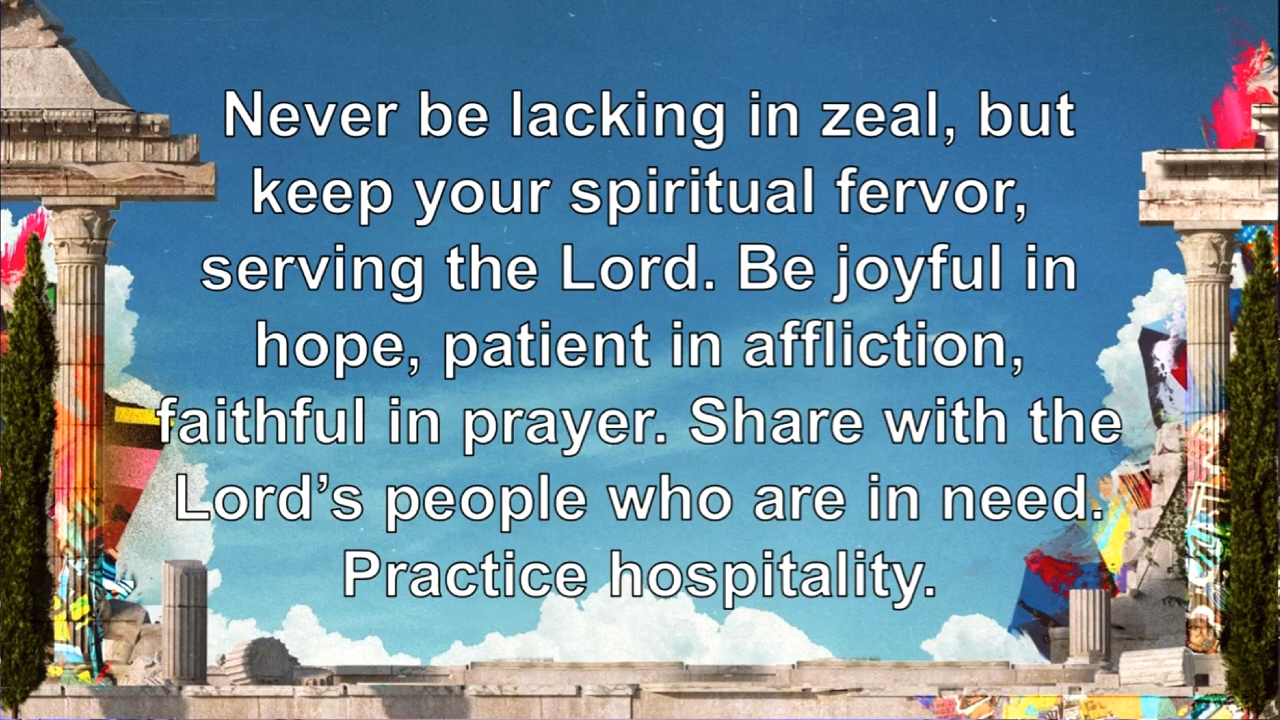 Never be lacking in zeal, but
keep your spiritual fervor,
serving the Lord. Be joyful in
hope, patient in affliction,
faithful in prayer. Share with the
Lord’s people who are in need.
Practice hospitality.